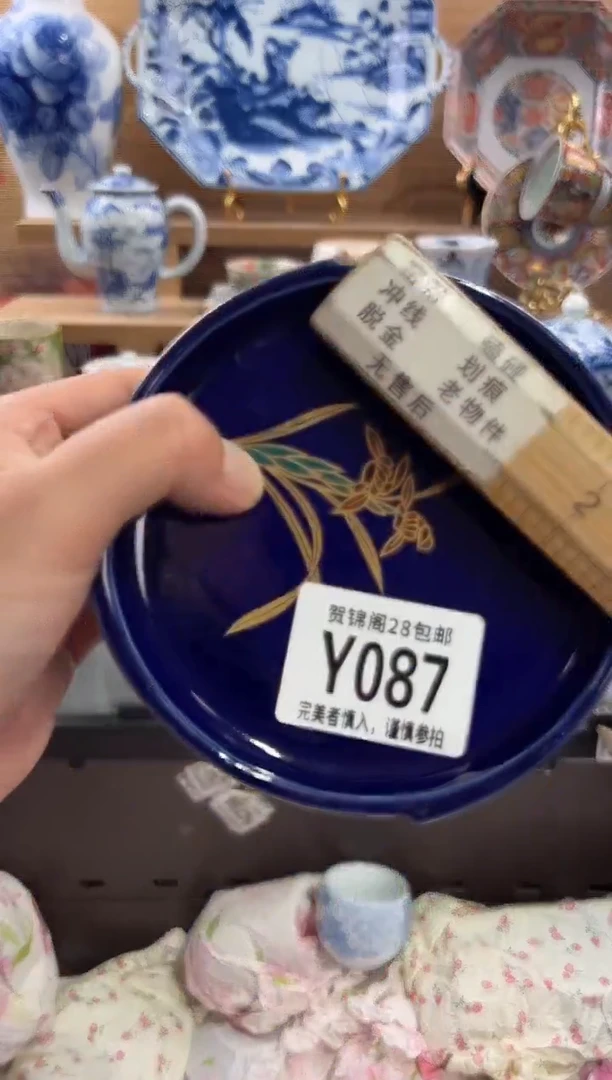 冲线 磕碰
脱金 划痕
无售后 老物件
2
贺锦阁28包邮
Y087
完美者慎入，谨慎参拍